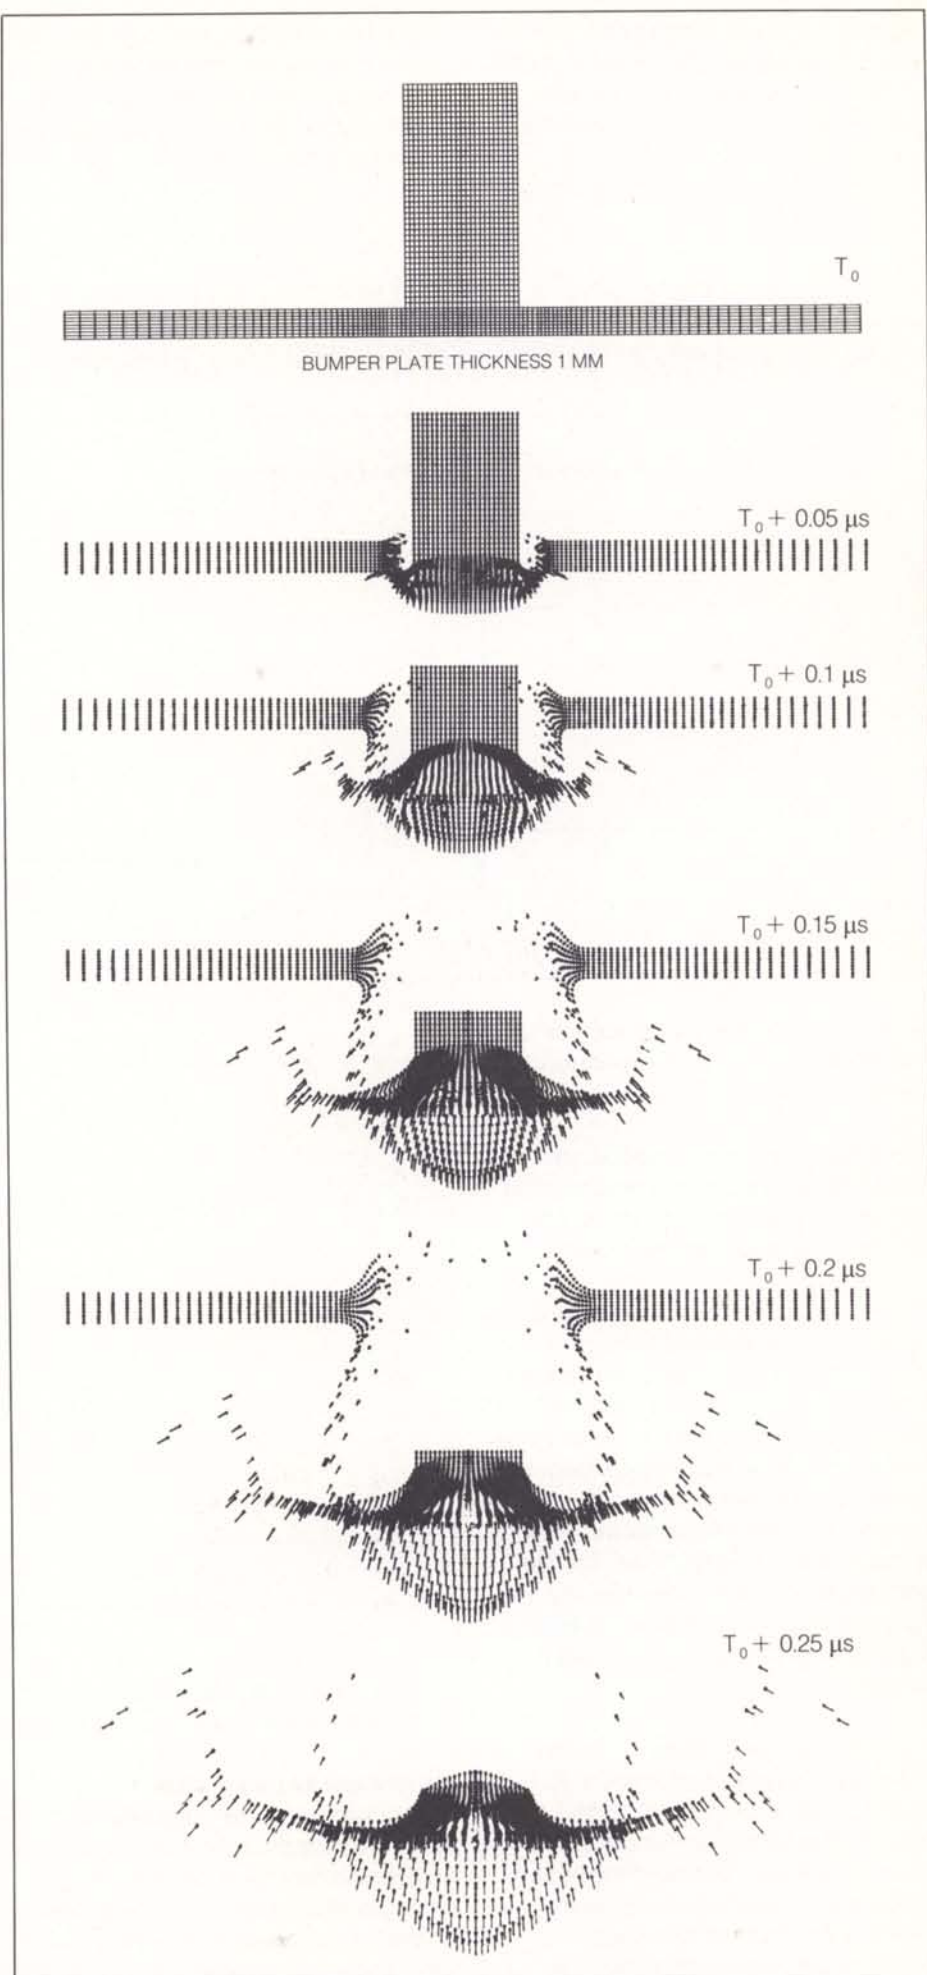 T₀
BUMPER PLATE THICKNESS 1 MM
T₀ + 0.05 µs
T₀ + 0.1 µs
T₀ + 0.15 µs
T₀ + 0.2 µs
T₀ + 0.25 µs